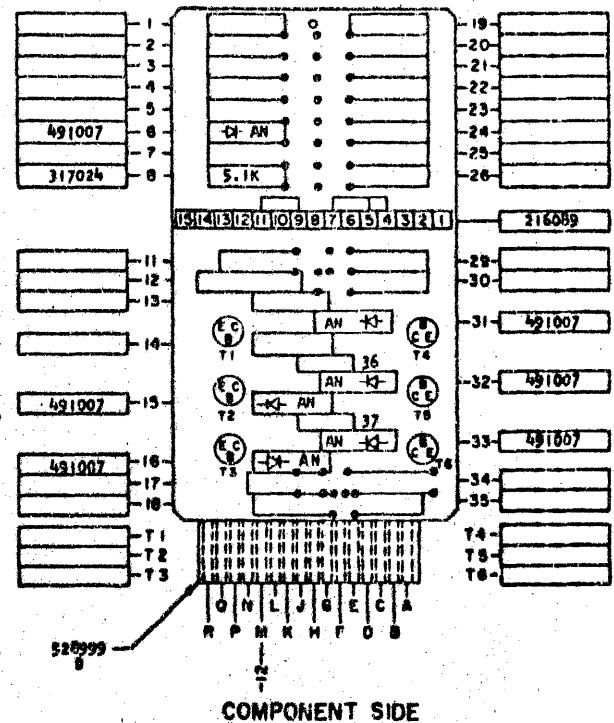 1 19
2 20
3 21
4 22
5 23
491007 6 AN 24
7 25
317024 8 5.1K 26
15 14 13 12 11 10 9 8 7 6 5 4 3 2 1 216089
11 29
12 30
13
AN 31 491007
E C B B C E
T1 T4
14
36
AN 32 491007
E C B B C E
491007 15 AN
T2 T5
37
AN 33 491007
E C B B C E
T3 T6
491007 16 AN
17 34
18 35
T1 T4
T2 T5
T3 T6
Q N L J G E C A
R P M K H F D B
528999
B
-12
COMPONENT SIDE